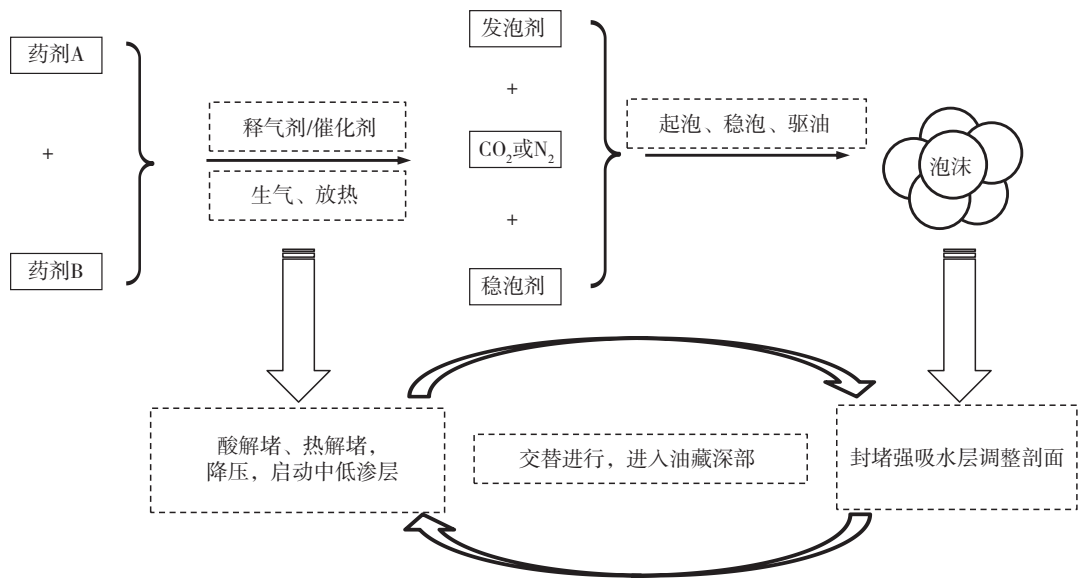 药剂A
+
药剂B
释气剂/催化剂
生气、放热
发泡剂
+
CO₂或N₂
+
稳泡剂
起泡、稳泡、驱油
泡沫
酸解堵、热解堵，
降压，启动中低渗层
交替进行，进入油藏深部
封堵强吸水层调整剖面